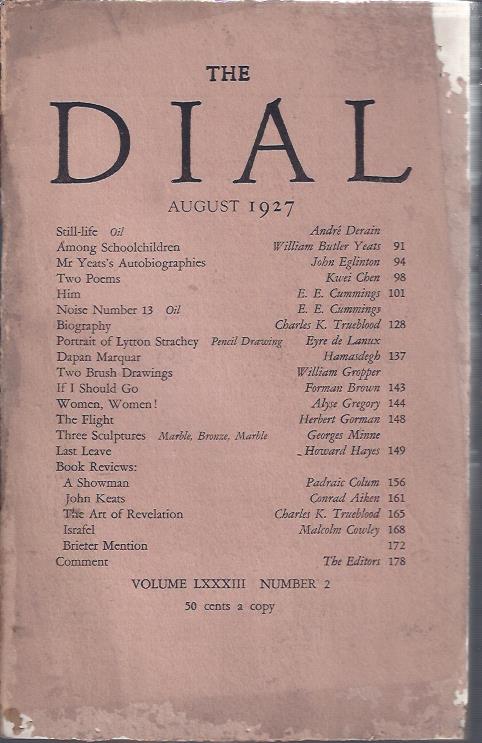 THE
DIAL
AUGUST 1927
Still-life Oil André Derain
Among Schoolchildren William Butler Yeats 91
Mr Yeats's Autobiographies John Eglinton 94
Two Poems Kwei Chen 98
Him E. E. Cummings 101
Noise Number 13 Oil E. E. Cummings
Biography Charles K. Trueblood 128
Portrait of Lytton Strachey Pencil Drawing Eyre de Lanux
Dapan Marquar Hamasdegh 137
Two Brush Drawings William Gropper
If I Should Go Forman Brown 143
Women, Women! Alyse Gregory 144
The Flight Herbert Gorman 148
Three Sculptures Marble, Bronze, Marble Georges Minne
Last Leave Howard Hayes 149
Book Reviews:
A Showman Padraic Colum 156
John Keats Conrad Aiken 161
The Art of Revelation Charles K. Trueblood 165
Israfel Malcolm Cowley 168
Briefer Mention 172
Comment The Editors 178
VOLUME LXXXIII NUMBER 2
50 cents a copy